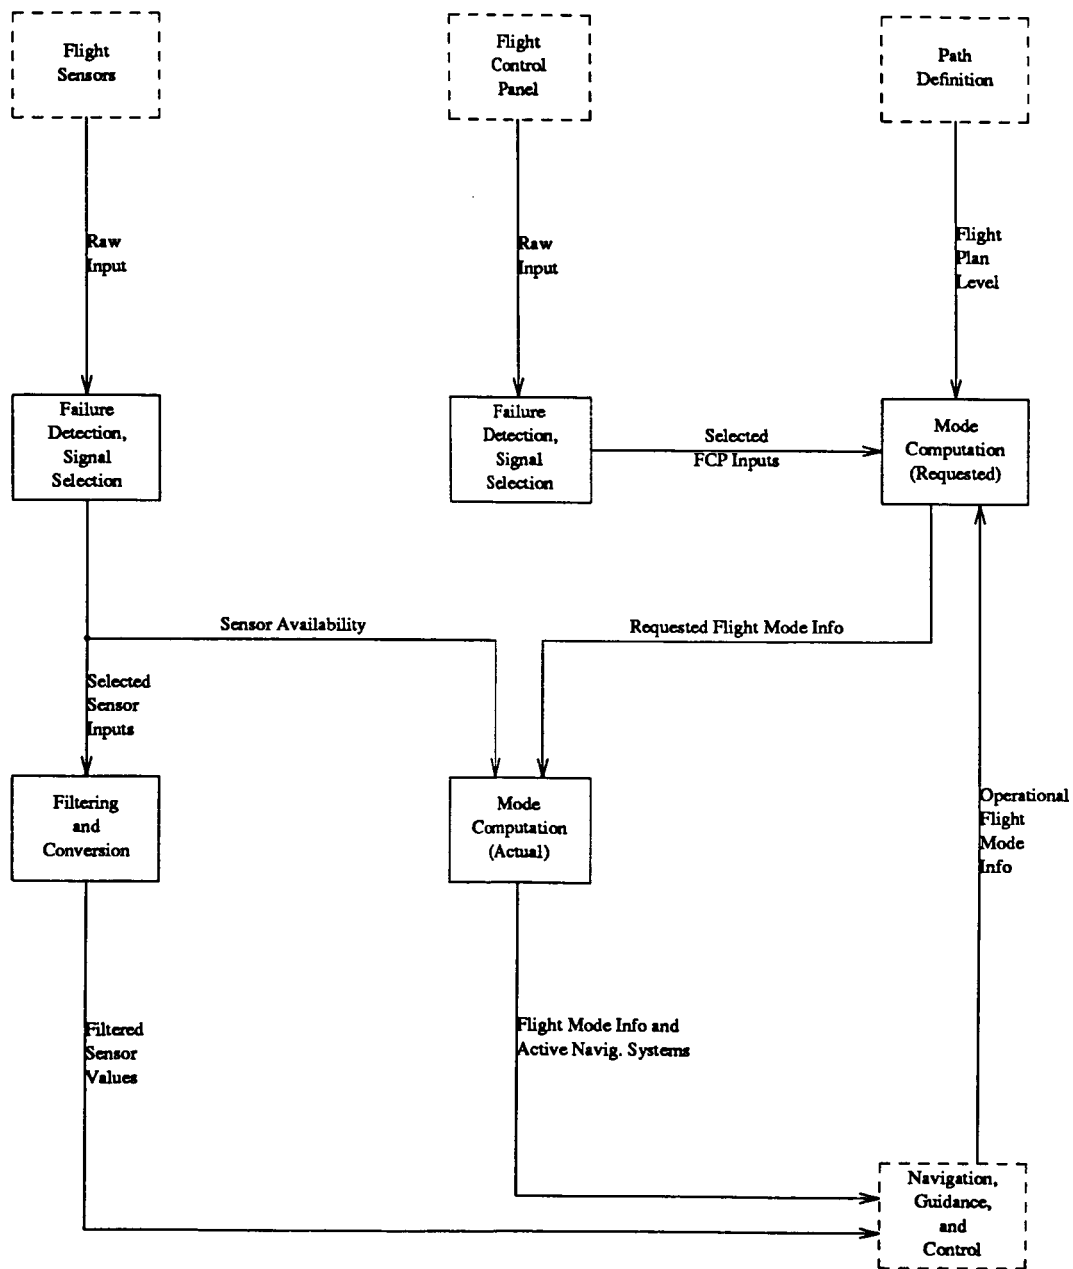 Flight
Sensors
Flight
Control
Panel
Path
Definition
Raw
Input
Raw
Input
Flight
Plan
Level
Failure
Detection,
Signal
Selection
Failure
Detection,
Signal
Selection
Selected
FCP Inputs
Mode
Computation
(Requested)
Sensor Availability
Requested Flight Mode Info
Selected
Sensor
Inputs
Filtering
and
Conversion
Mode
Computation
(Actual)
Operational
Flight
Mode
Info
Filtered
Sensor
Values
Flight Mode Info and
Active Navig. Systems
Navigation,
Guidance,
and
Control